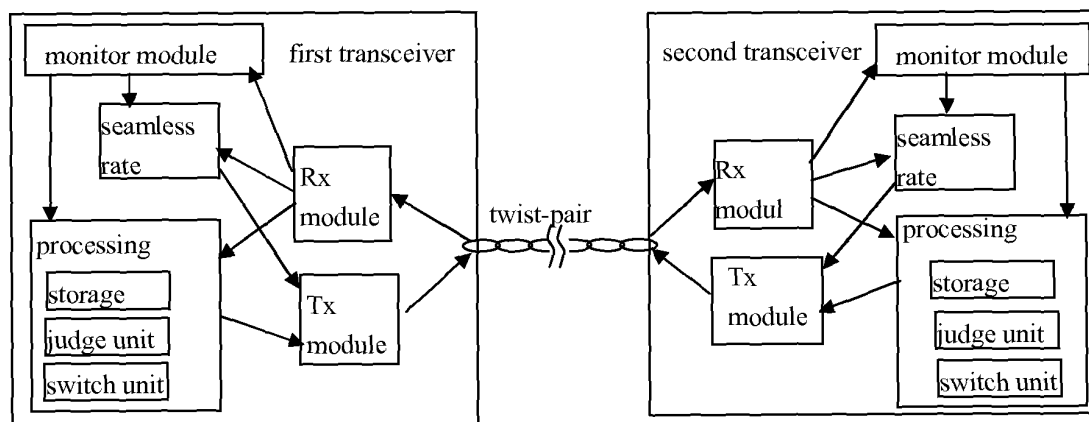 monitor module
first transceiver
seamless
rate
Rx
module
processing
storage
judge unit
switch unit
Tx
module
twist-pair
second transceiver
monitor module
Rx
modul
seamless
rate
Tx
module
processing
storage
judge unit
switch unit